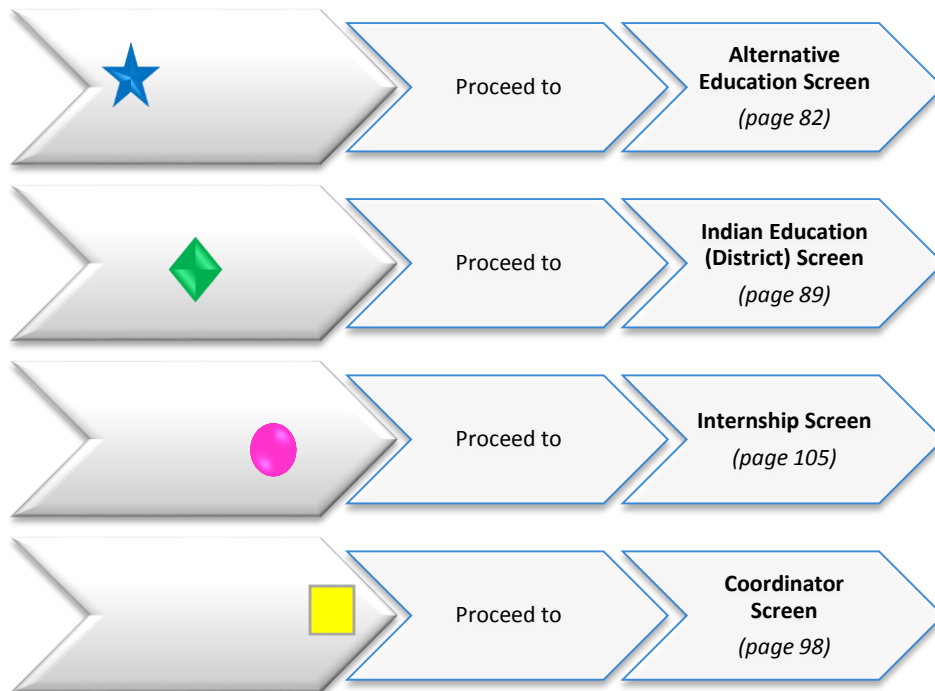 Proceed to
Alternative
Education Screen
(page 82)
Proceed to
Indian Education
(District) Screen
(page 89)
Proceed to
Internship Screen
(page 105)
Proceed to
Coordinator
Screen
(page 98)